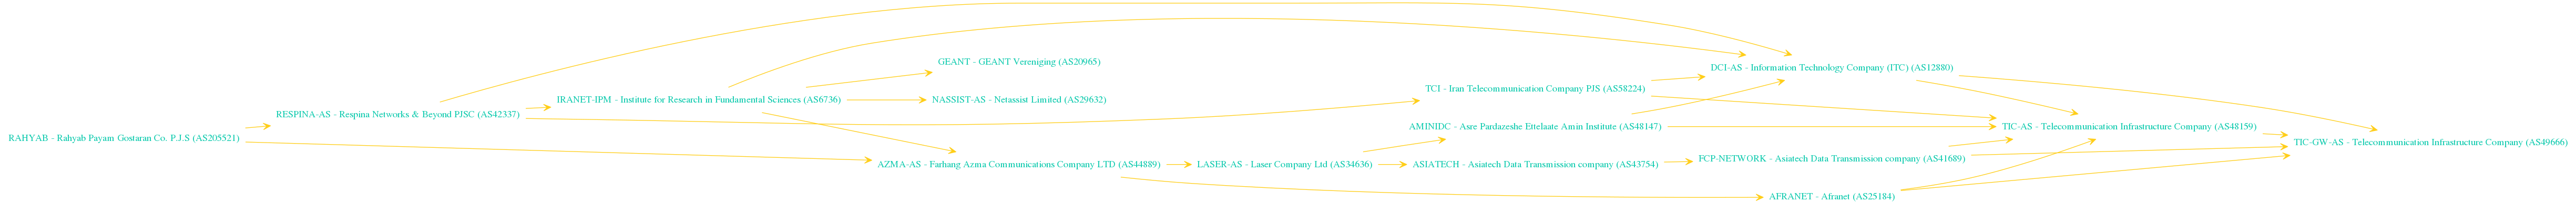 RAHYAB - Rahyab Payam Gostaran Co. P.J.S (AS205521)
RESPINA-AS - Respina Networks & Beyond PJSC (AS42337)
IRANET-IPM - Institute for Research in Fundamental Sciences (AS6736)
GEANT - GEANT Vereniging (AS20965)
NASSIST-AS - Netassist Limited (AS29632)
AZMA-AS - Farhang Azma Communications Company LTD (AS44889)
LASER-AS - Laser Company Ltd (AS34636)
TCI - Iran Telecommunication Company PJS (AS58224)
AMINIDC - Asre Pardazeshe Ettelaate Amin Institute (AS48147)
ASIATECH - Asiatech Data Transmission company (AS43754)
DCI-AS - Information Technology Company (ITC) (AS12880)
FCP-NETWORK - Asiatech Data Transmission company (AS41689)
AFRANET - Afranet (AS25184)
TIC-AS - Telecommunication Infrastructure Company (AS48159)
TIC-GW-AS - Telecommunication Infrastructure Company (AS49666)